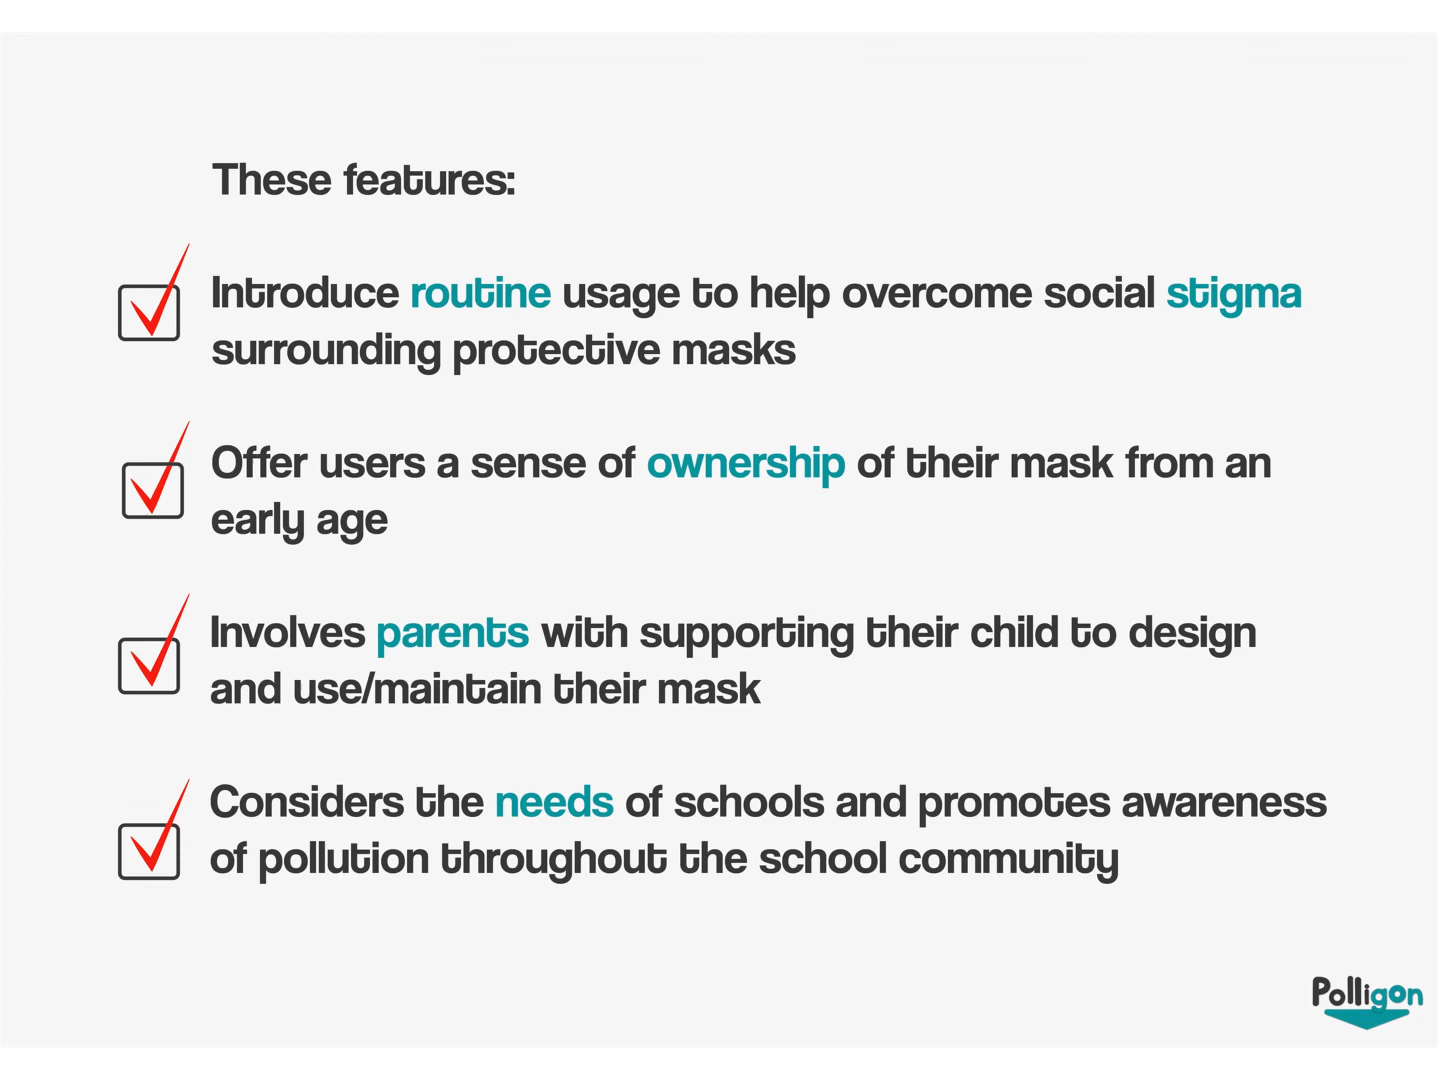 These features:
Introduce routine usage to help overcome social stigma
surrounding protective masks
Offer users a sense of ownership of their mask from an
early age
Involves parents with supporting their child to design
and use/maintain their mask
Considers the needs of schools and promotes awareness
of pollution throughout the school community
Polligon